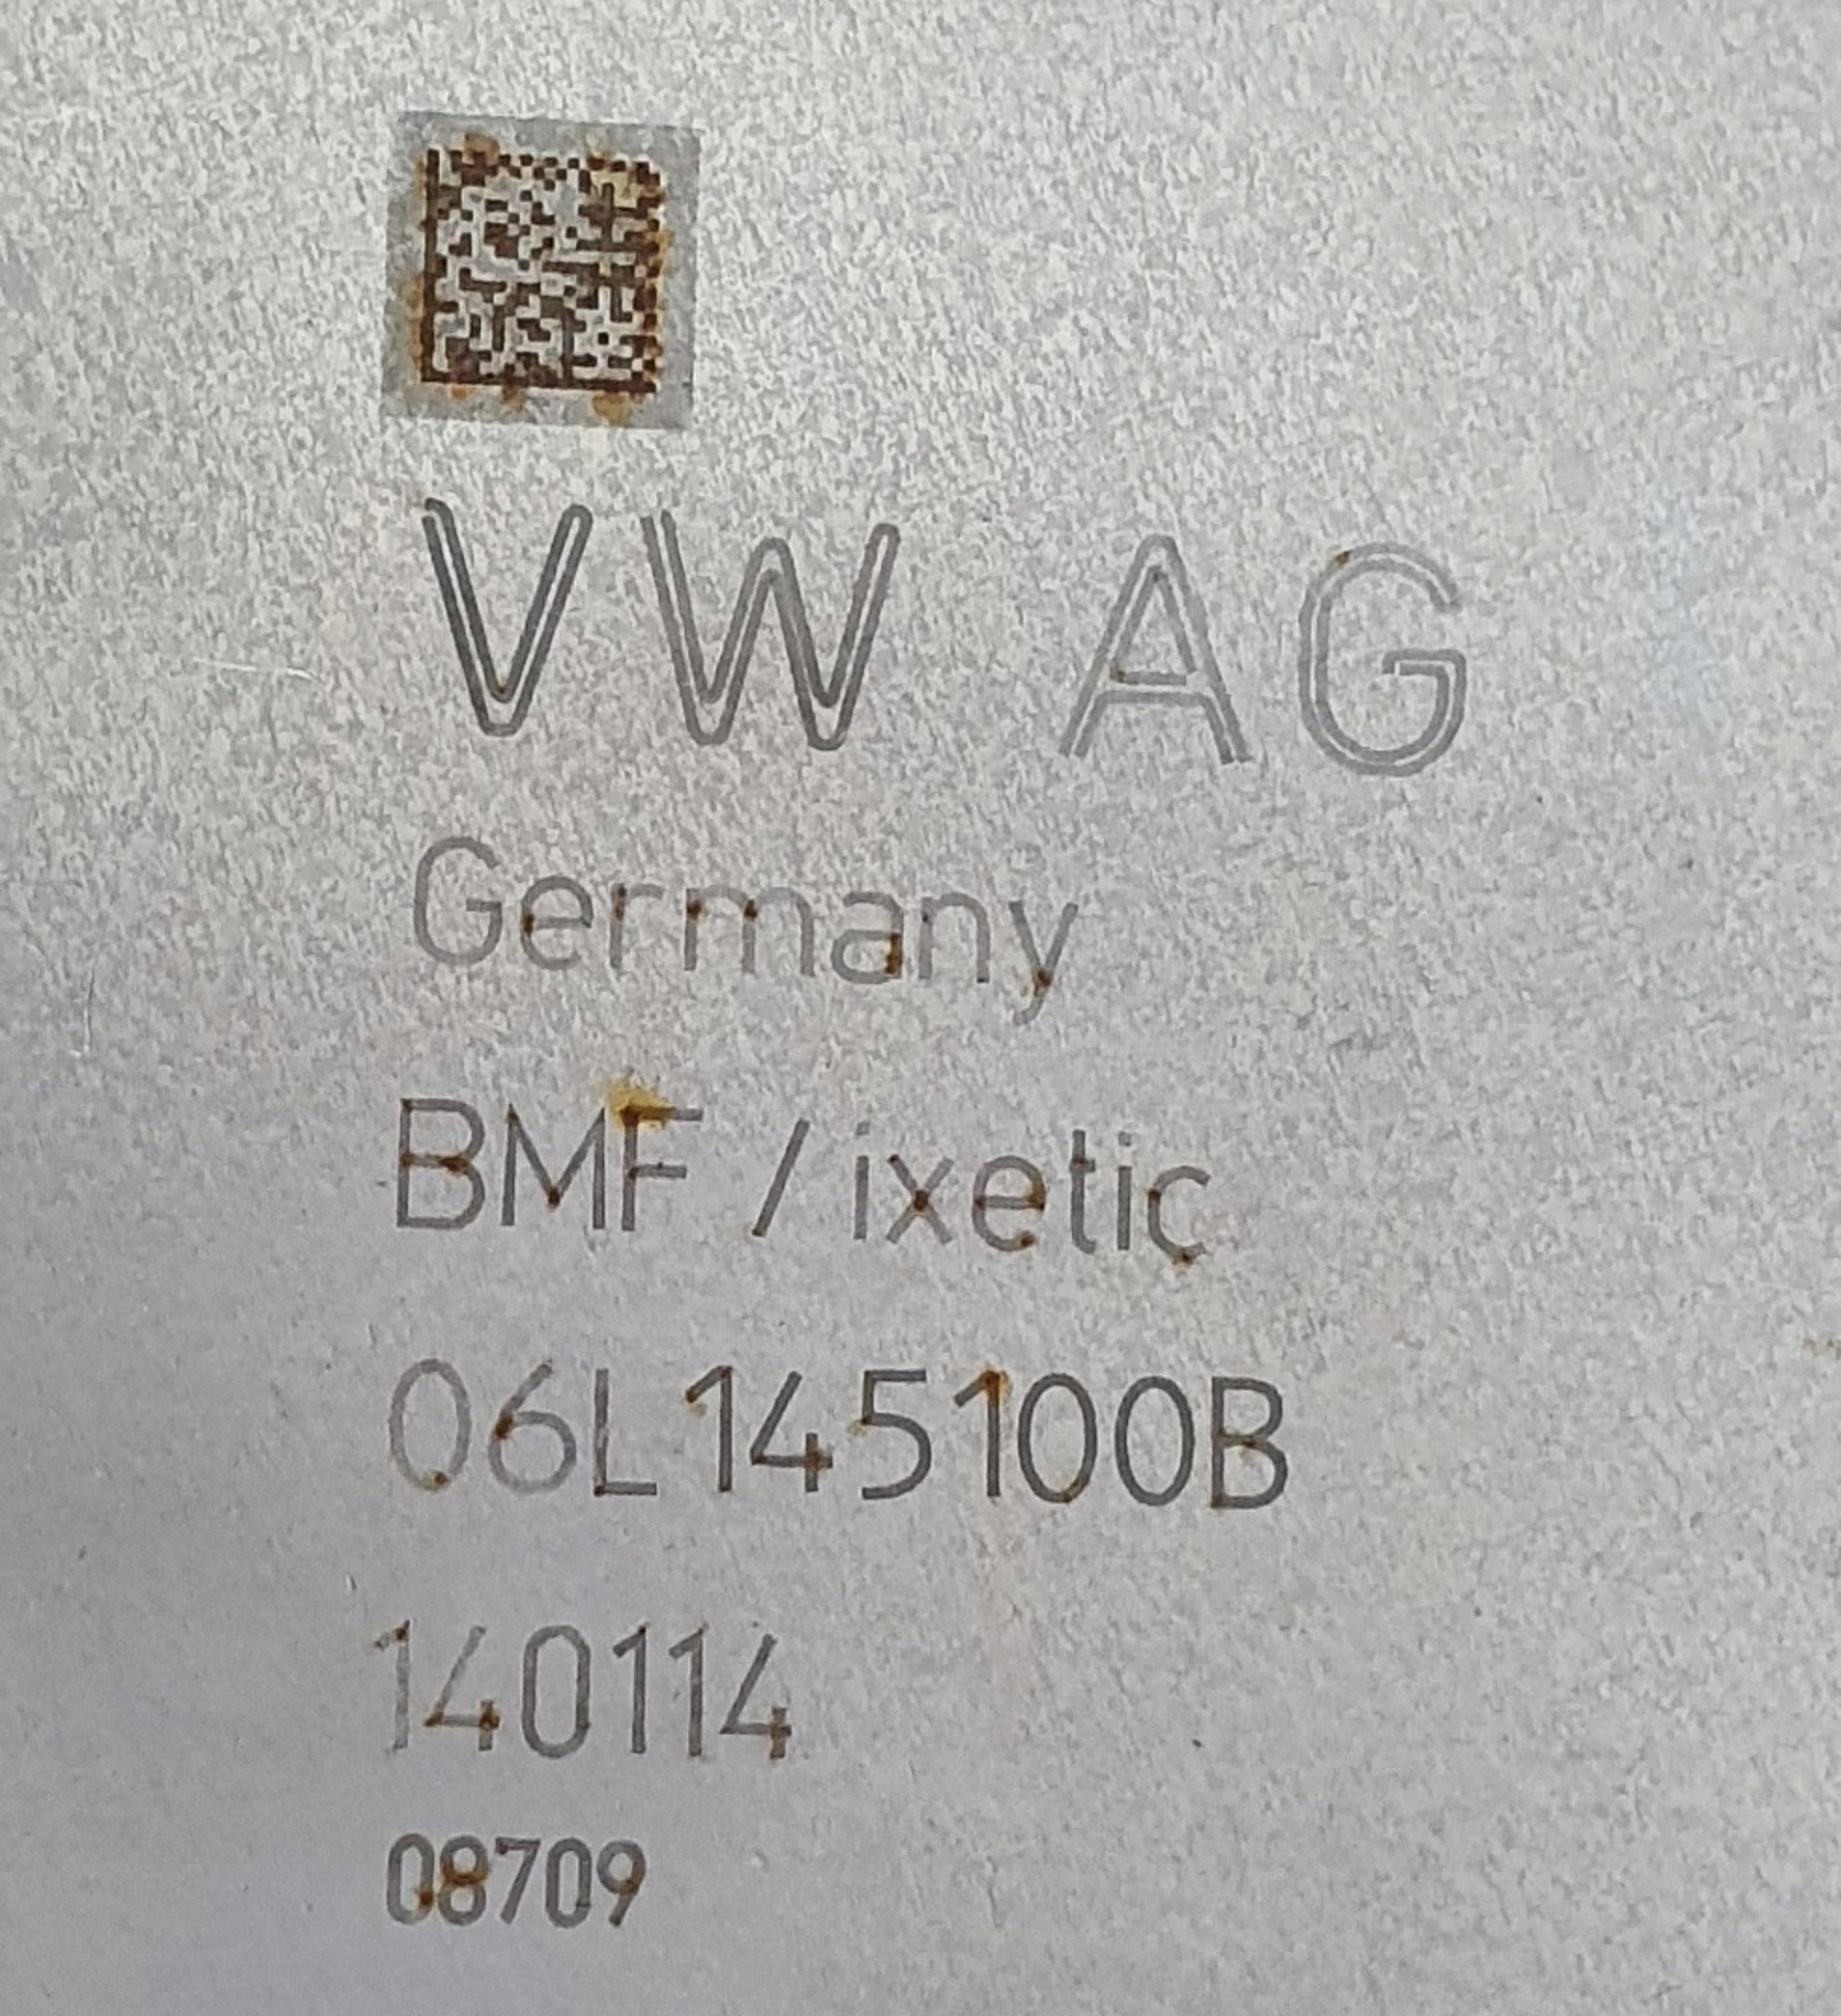 VW AG
Germany
BMF / ixetic
06L145100B
140114
08709